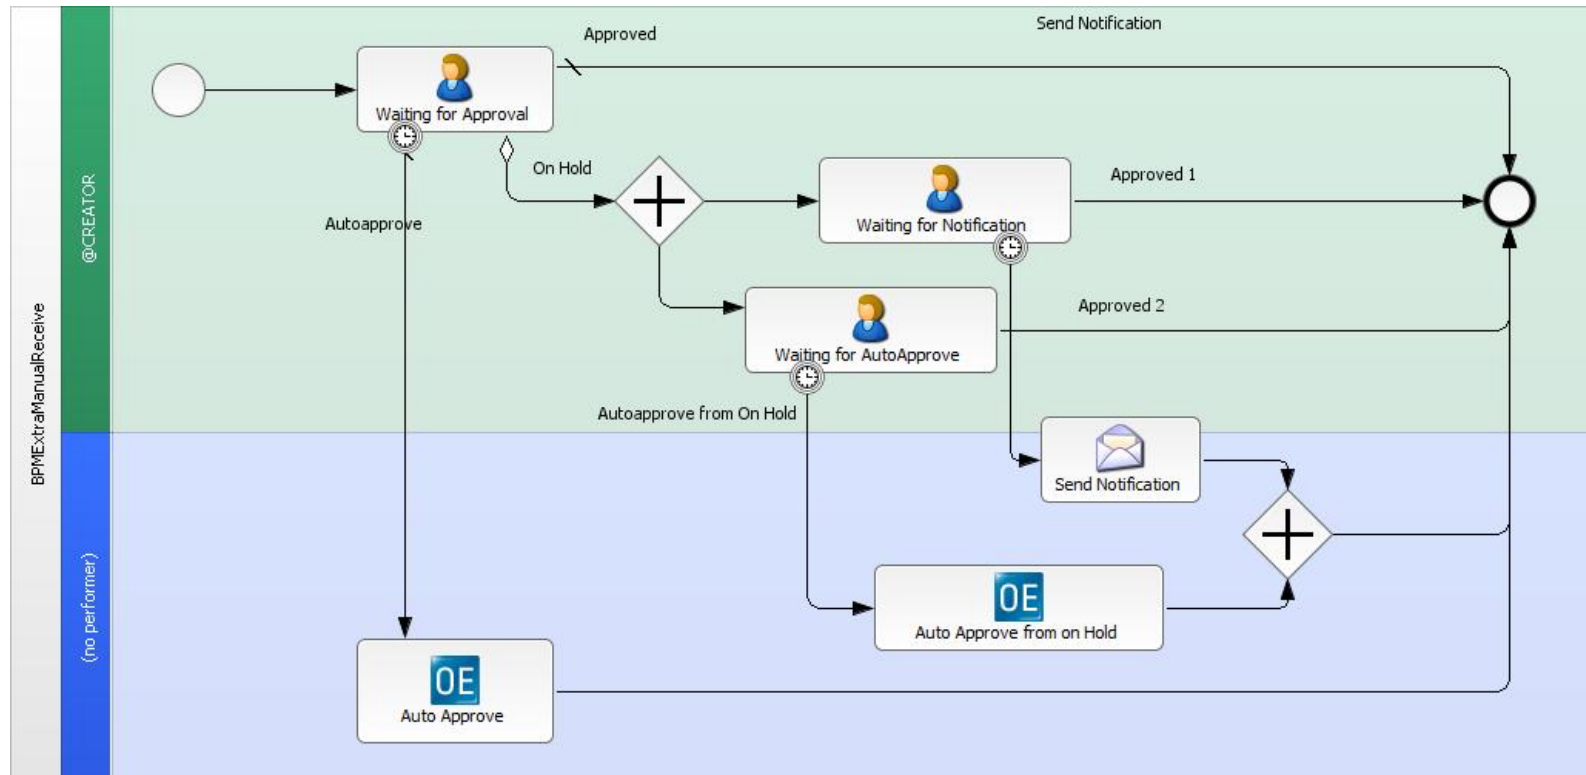 Send Notification
Approved
Waiting for Approval
On Hold
Approved 1
@CREATOR
Autoapprove
Waiting for Notification
Approved 2
BPMExtraManualReceive
Waiting for AutoApprove
Autoapprove from On Hold
Send Notification
(no performer)
OE
Auto Approve from on Hold
OE
Auto Approve